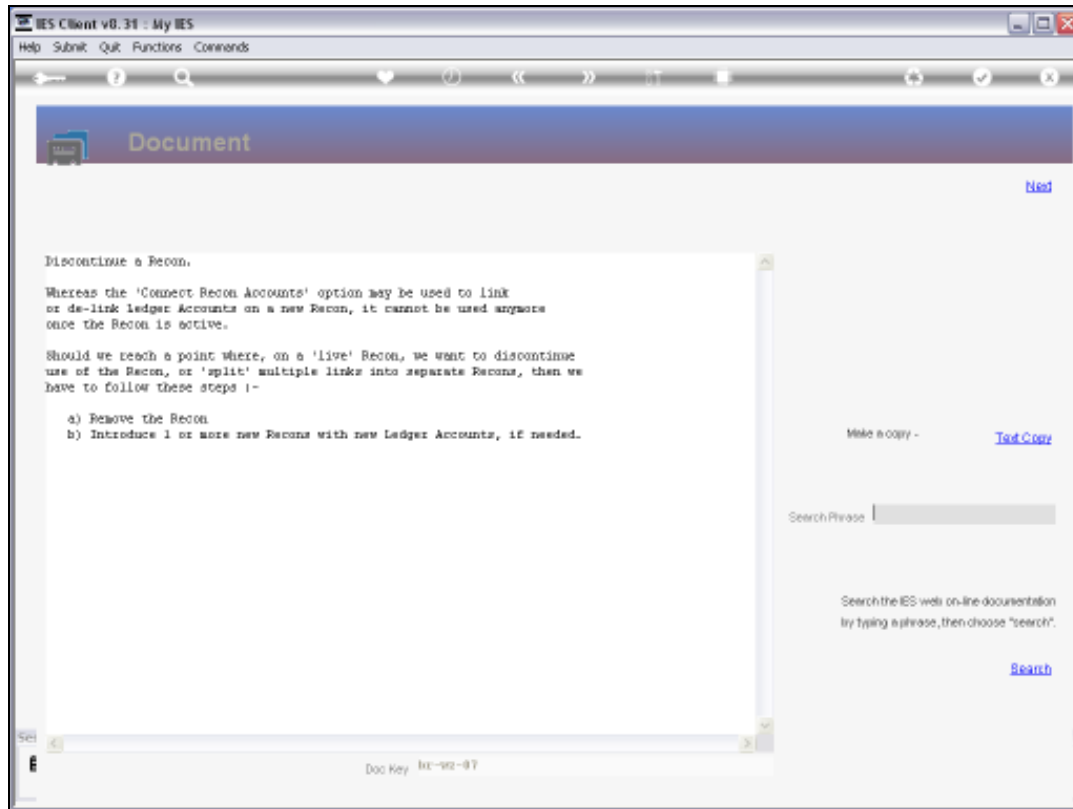 IES Client v8.31 : My IES
Help Submit Quit Functions Commands
Document
Next
Discontinue a Recon.
Whereas the 'Connect Recon Accounts' option may be used to link
or de-link Ledger Accounts on a new Recon, it cannot be used anymore
once the Recon is active.
Should we reach a point where, on a 'live' Recon, we want to discontinue
use of the Recon, or 'split' multiple links into separate Recons, then we
have to follow these steps :-
a) Remove the Recon
b) Introduce 1 or more new Recons with new Ledger Accounts, if needed.
Make a copy -
Text Copy
Search Phrase
Search the IES web on-line documentation
by typing a phrase, then choose "search".
Search
Doc Key